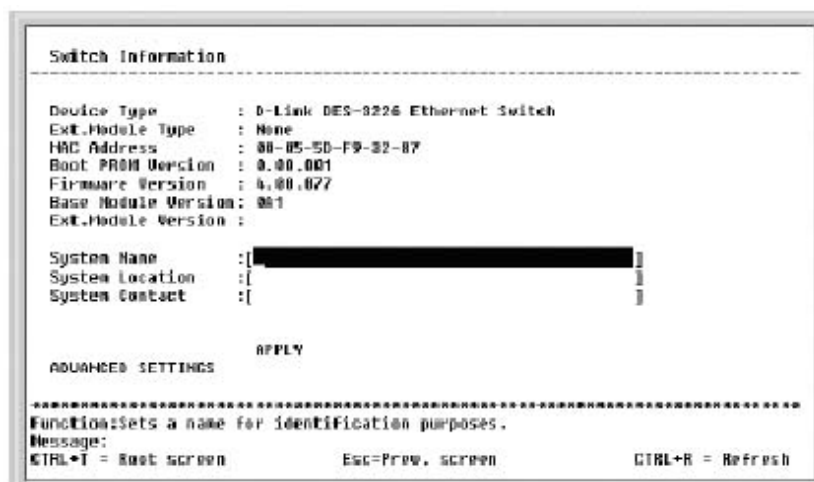 Switch Information
Device Type : D-Link DES-3226 Ethernet Switch
Ext.Module Type : None
MAC Address : 00-05-5D-F9-32-07
Boot PROM Version : 0.00.001
Firmware Version : 4.00.027
Base Module Version: 0A1
Ext.Module Version :
System Name :[ ]
System Location :[ ]
System Contact :[ ]
APPLY
ADVANCED SETTINGS
********************************************************************************
Function:Sets a name for identification purposes.
Message:
CTRL+T = Root screen Esc=Prev. screen CTRL+R = Refresh